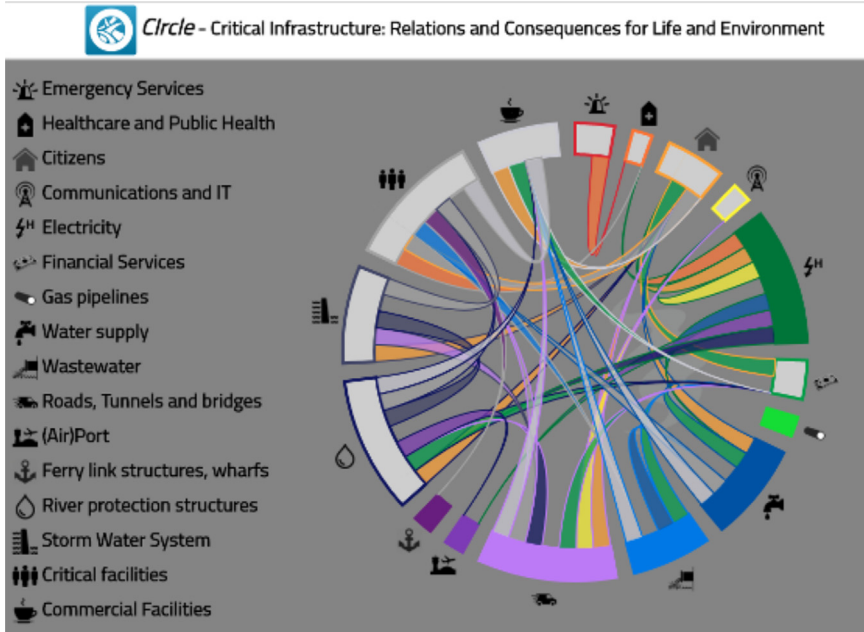 CIrcle - Critical Infrastructure: Relations and Consequences for Life and Environment
Emergency Services
Healthcare and Public Health
Citizens
Communications and IT
Electricity
Financial Services
Gas pipelines
Water supply
Wastewater
Roads, Tunnels and bridges
(Air)Port
Ferry link structures, wharfs
River protection structures
Storm Water System
Critical facilities
Commercial Facilities